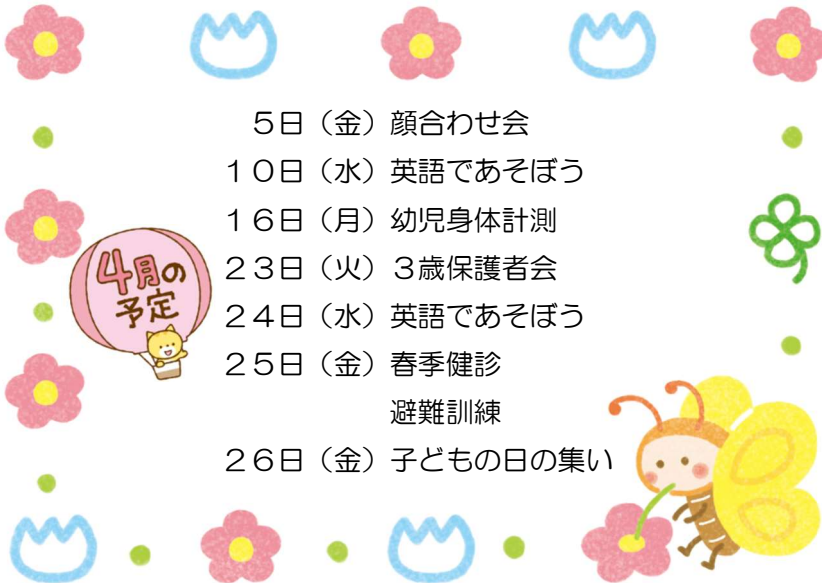 5日（金）顔合わせ会
10日（水）英語であそぼう
16日（月）幼児身体計測
4月の
予定
23日（火）3歳保護者会
24日（水）英語であそぼう
25日（金）春季健診
避難訓練
26日（金）子どもの日の集い